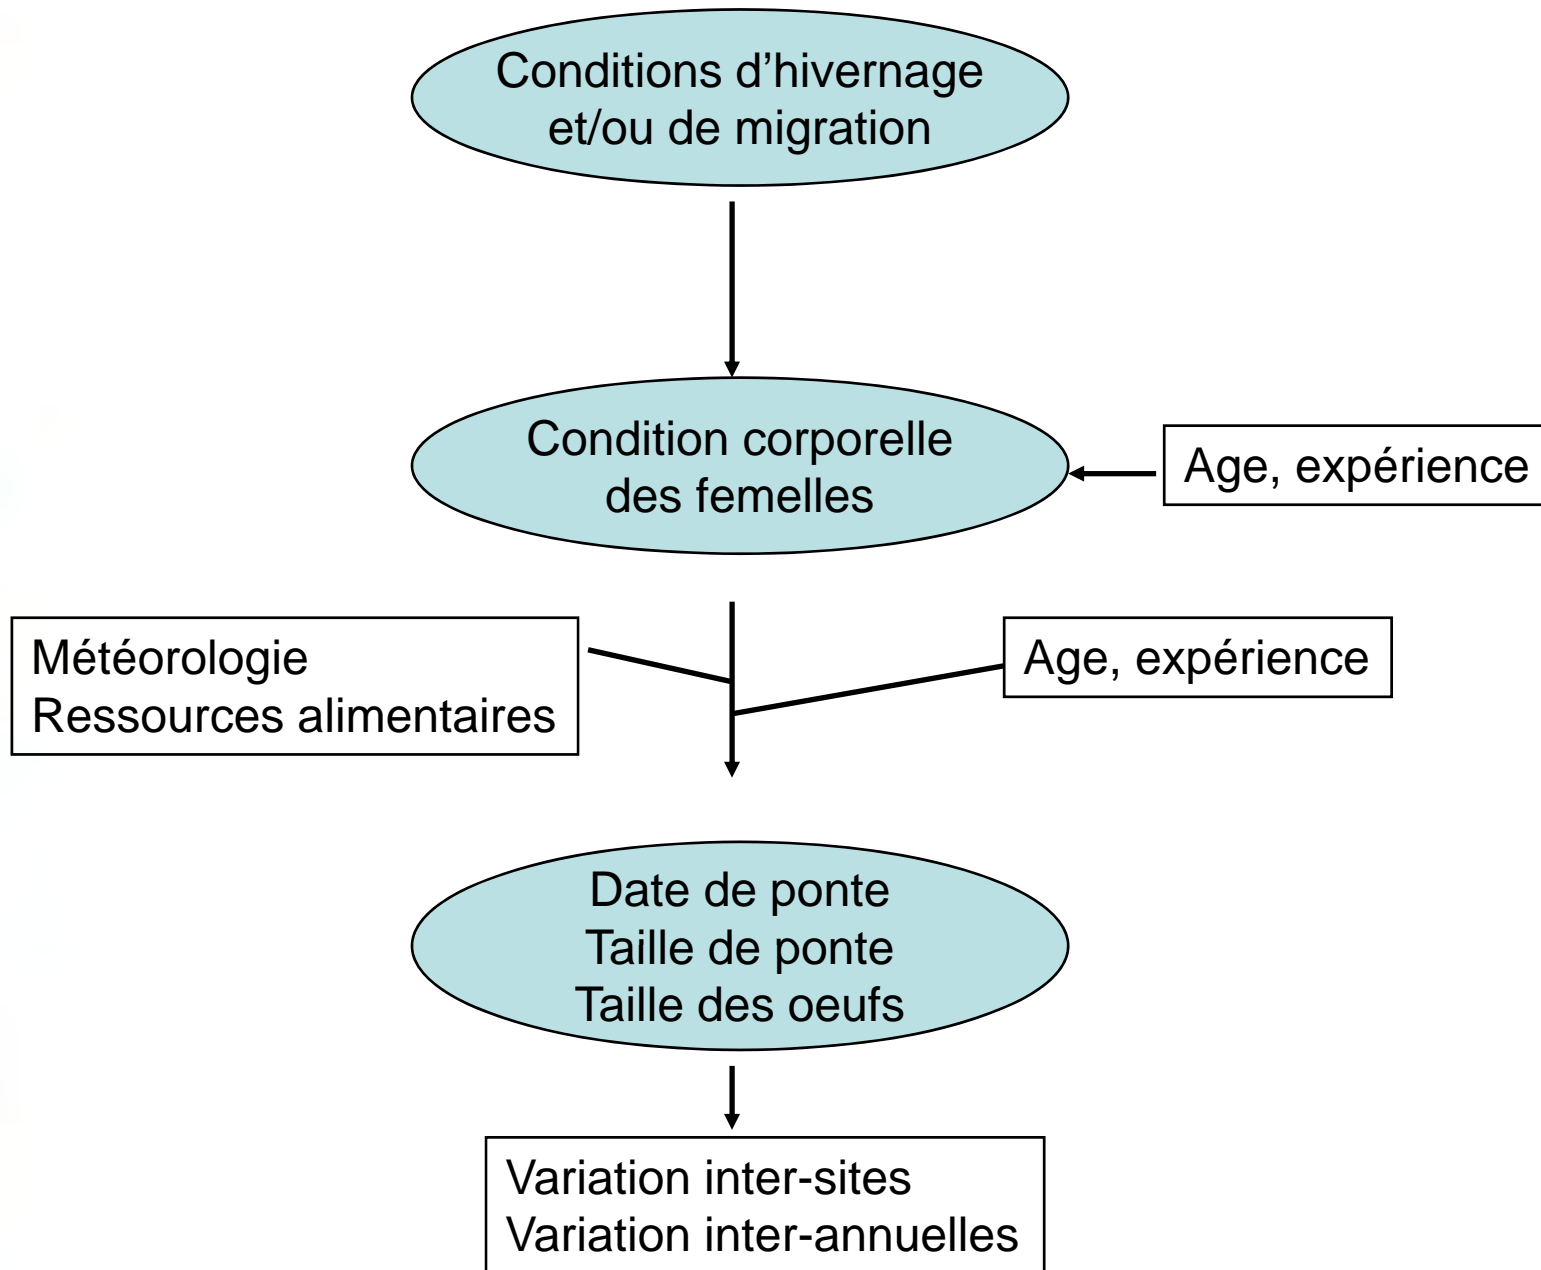 Conditions d'hivernage
et/ou de migration
Condition corporelle
des femelles
Age, expérience
Météorologie
Ressources alimentaires
Age, expérience
Date de ponte
Taille de ponte
Taille des oeufs
Variation inter-sites
Variation inter-annuelles